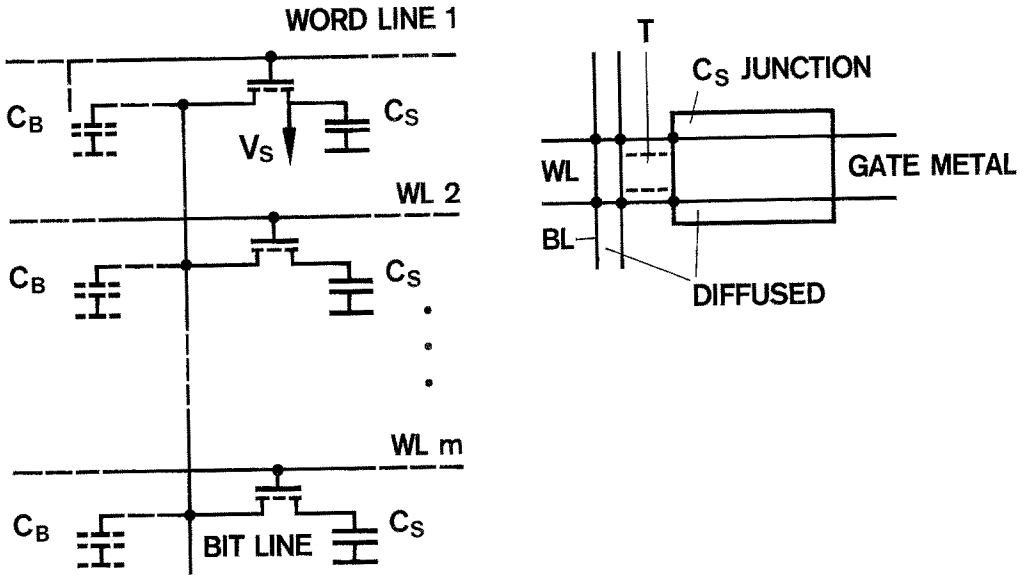 WORD LINE 1
C_B
V_S
C_S
WL 2
C_B
C_S
WL m
C_B
BIT LINE
C_S
T
C_S JUNCTION
WL
GATE METAL
BL
DIFFUSED